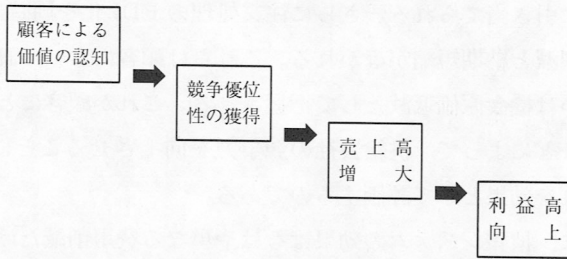 顧客による
価値の認知
競争優位
性の獲得
売上高
増大
利益高
向上